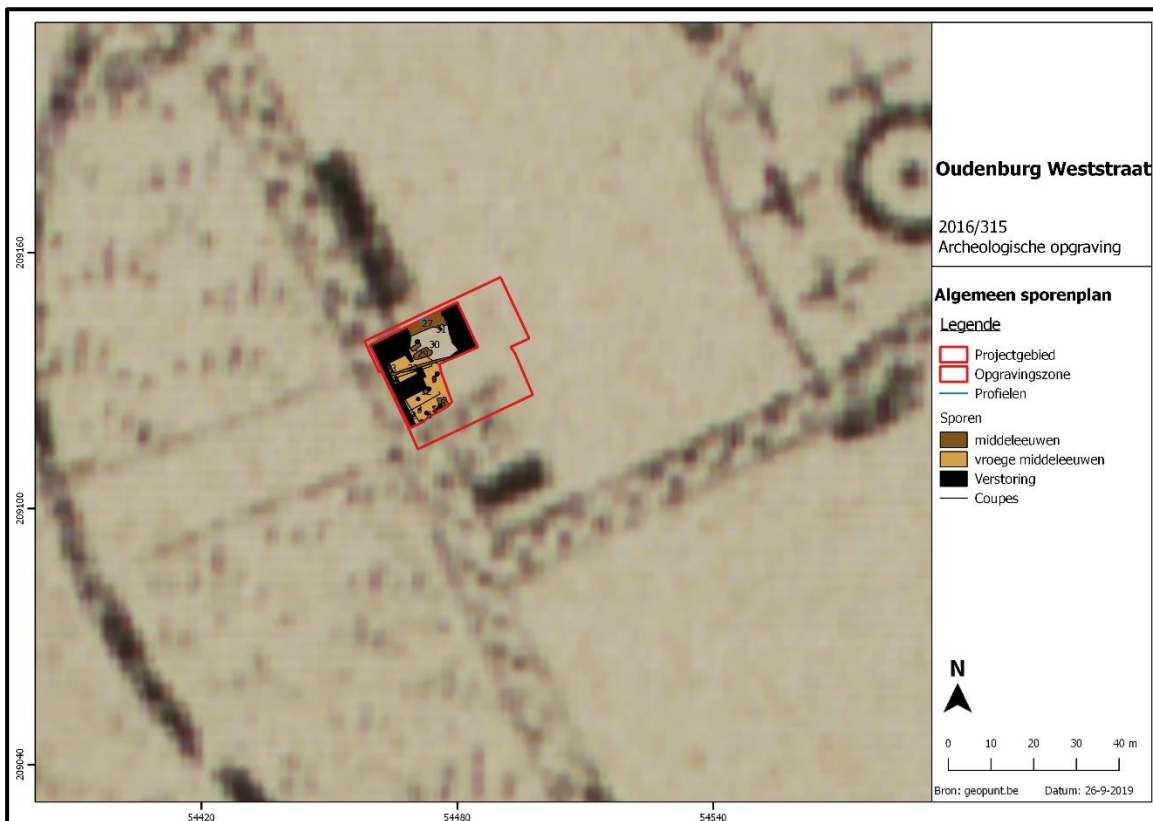 Oudenburg Weststraat
2016/315
Archeologische opgraving
Algemeen sporenplan
Legende
Projectgebied
Opgravingszone
Profielen
Sporen
middeleeuwen
vroege middeleeuwen
Verstoring
Coupes
N
0 10 20 30 40 m
Bron: geopunt.be Datum: 26-9-2019
209160
209100
209040
54420 54480 54540
27
31
30